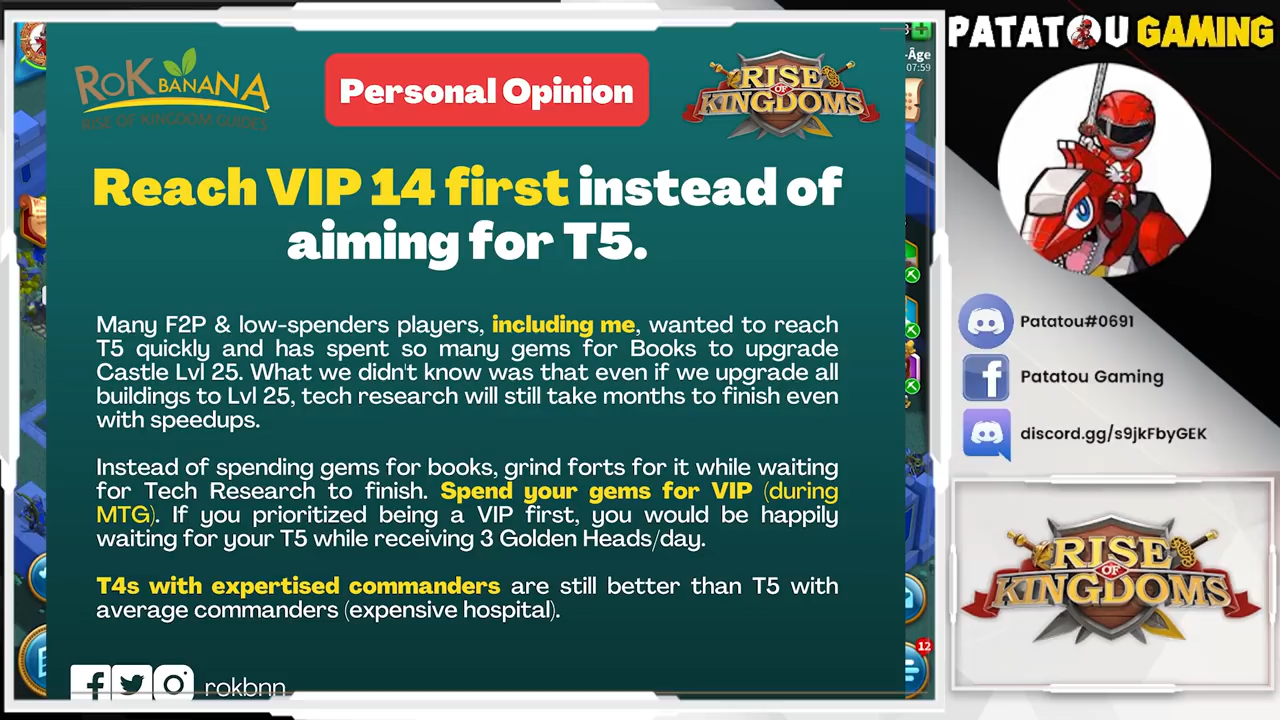 RoK BANANA
RISE OF KINGDOM GUIDES
Personal Opinion
RISE
OF
KINGDOMS
Reach VIP 14 first instead of
aiming for T5.
Many F2P & low-spenders players, including me, wanted to reach
T5 quickly and has spent so many gems for Books to upgrade
Castle Lvl 25. What we didn't know was that even if we upgrade all
buildings to Lvl 25, tech research will still take months to finish even
with speedups.
Instead of spending gems for books, grind forts for it while waiting
for Tech Research to finish. Spend your gems for VIP (during
MTG). If you prioritized being a VIP first, you would be happily
waiting for your T5 while receiving 3 Golden Heads/day.
T4s with expertised commanders are still better than T5 with
average commanders (expensive hospital).
rokbnn
-Âge
07:59
12
PATATOU GAMING
Patatou#0691
Patatou Gaming
discord.gg/s9jkFbyGEK
RISE
OF
KINGDOMS